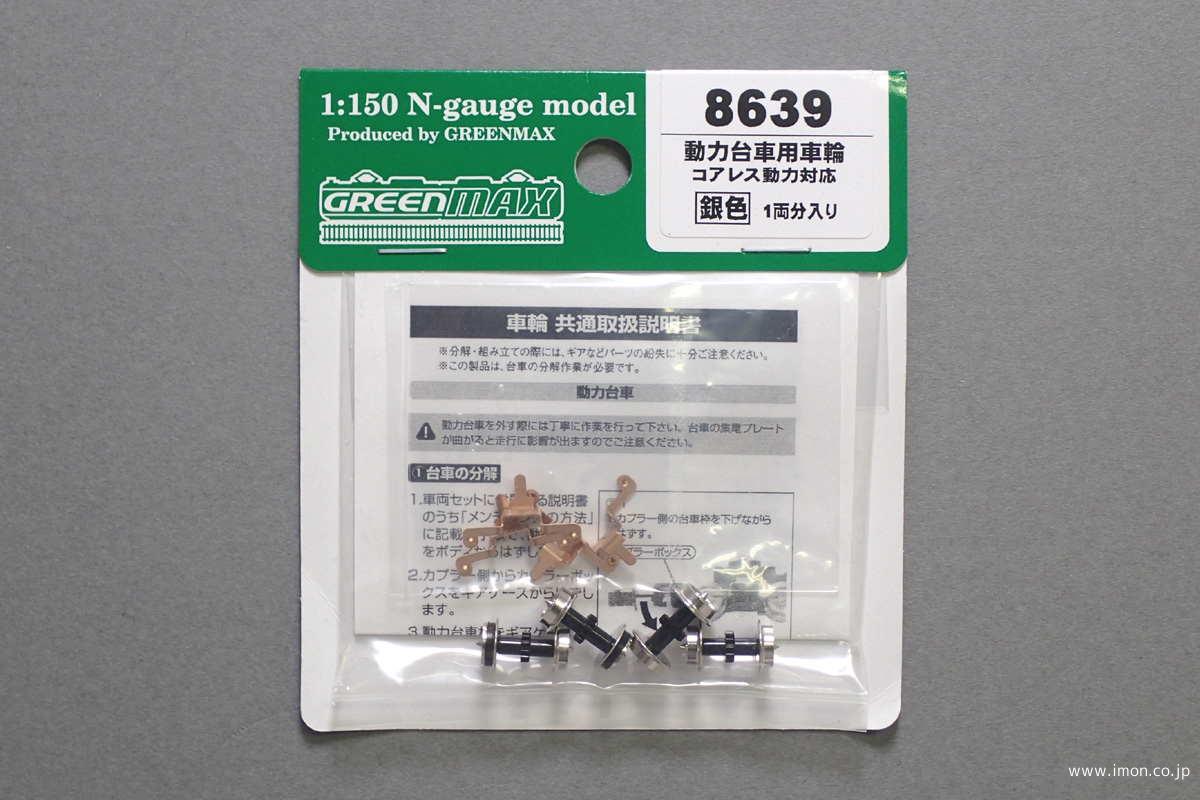 1:150 N-gauge model
Produced by GREENMAX
GREENMAX
8639
動力台車用車輪
コアレス動力対応
銀色 1両分入り
車輪 共通取扱説明書
※分解・組み立ての際には、ギアなどパーツの紛失に十分ご注意ください。
※この製品は、台車の分解作業が必要です。
動力台車
動力台車を外す際には丁寧に作業を行って下さい。台車の集電プレート
が曲がると走行に影響が出ますのでご注意ください。
①台車の分解
1.車両セットに 説明書
のうち「メンテ の方法」
に記載
をボデ はずし
カプラー側の台車枠を下げながら
はずす。
ラーボックス
2.カプラー側からカ ラーボッ
クスをギアケースから
ます。
3.動力台車
www.imon.co.jp